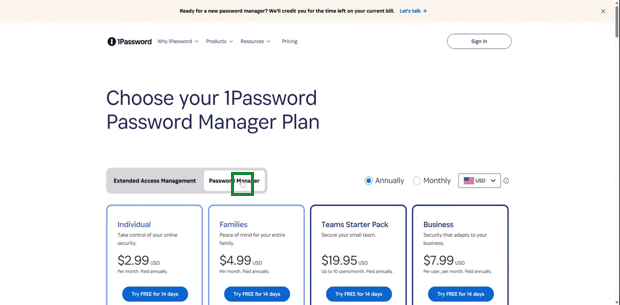 Ready for a new password manager? We'll credit you for the time left on your current bill. Let's talk →
1Password
Why 1Password
Products
Resources
Pricing
Sign in
Choose your 1Password
Password Manager Plan
Extended Access Management
Password Manager
Annually
Monthly
USD
Individual
Take control of your online
security.
$2.99 USD
Per month. Paid annually.
Try FREE for 14 days
Families
Peace of mind for your entire
family.
$4.99 USD
Per month. Paid annually.
Try FREE for 14 days
Teams Starter Pack
Secure your small team.
$19.95 USD
Up to 10 users/month. Paid annually.
Try FREE for 14 days
Business
Security that adapts to your
business.
$7.99 USD
Per user, per month. Paid annually.
Try FREE for 14 days